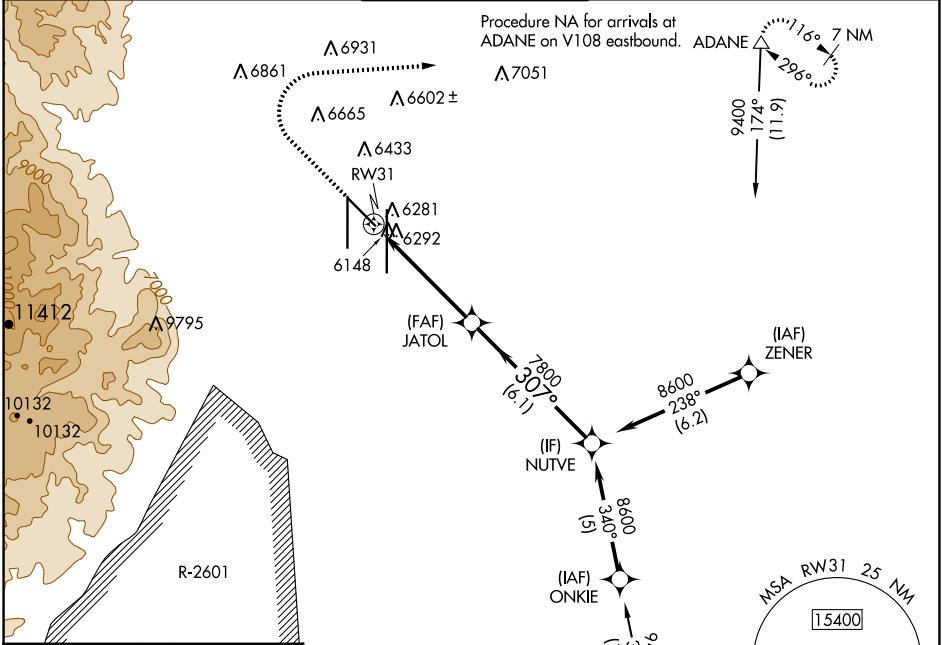 Procedure NA for arrivals at
ADANE on V108 eastbound.
ADANE
116°
7 NM
296°
6931
6861
7051
6602 ±
6665
9400
174°
(11.9)
6433
RW31
9000
6281
6292
6148
7000
11412
9795
(FAF)
JATOL
(IAF)
ZENER
7800
307°
(6.1)
8600
238°
(6.2)
10132
10132
(IF)
NUTVE
8600
340°
(5)
R-2601
(IAF)
ONKIE
MSA RW31 25 NM
15400